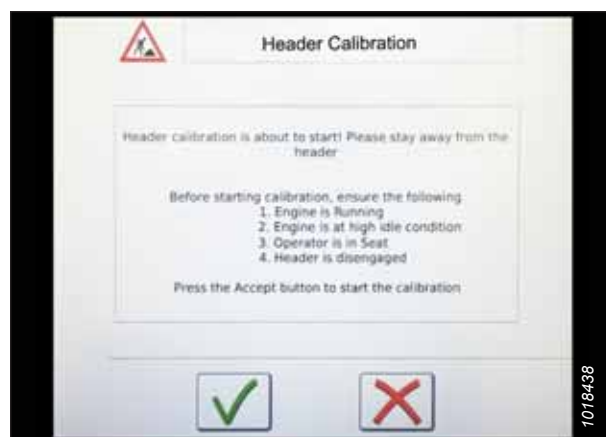 Header Calibration
Header calibration is about to start! Please stay away from the
header
Before starting calibration, ensure the following
1. Engine is Running
2. Engine is at high idle condition
3. Operator is in Seat
4. Header is disengaged
Press the Accept button to start the calibration
1018438